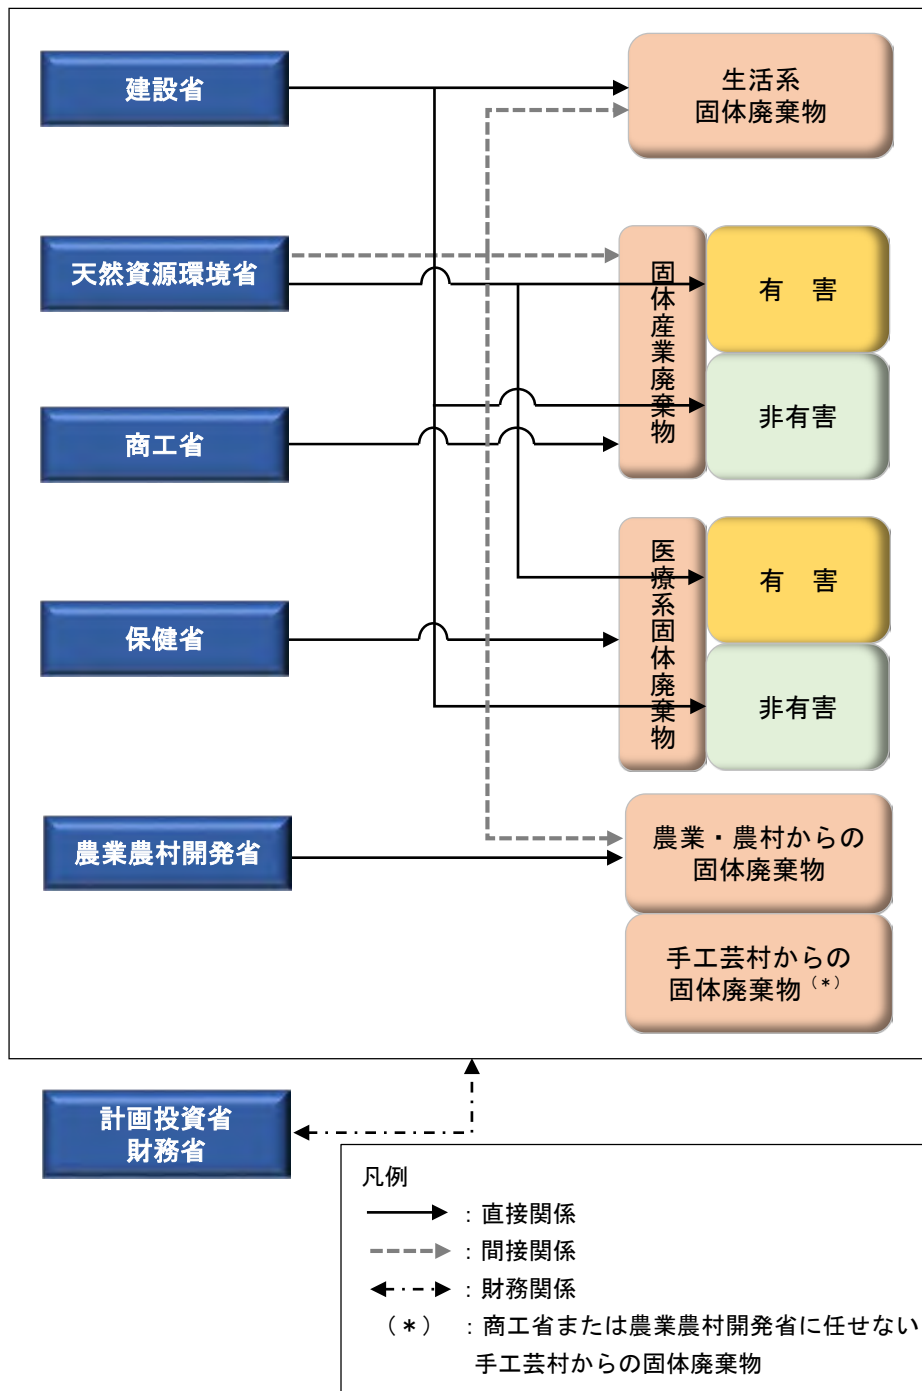 建設省
生活系
固体廃棄物
天然資源環境省
固体産業廃棄物
有　害
非有害
商工省
医療系固体廃棄物
有　害
非有害
保健省
農業農村開発省
農業・農村からの
固体廃棄物
手工芸村からの
固体廃棄物（*）
計画投資省
財務省
凡例
：直接関係
：間接関係
：財務関係
（*）：商工省または農業農村開発省に任せない
手工芸村からの固体廃棄物